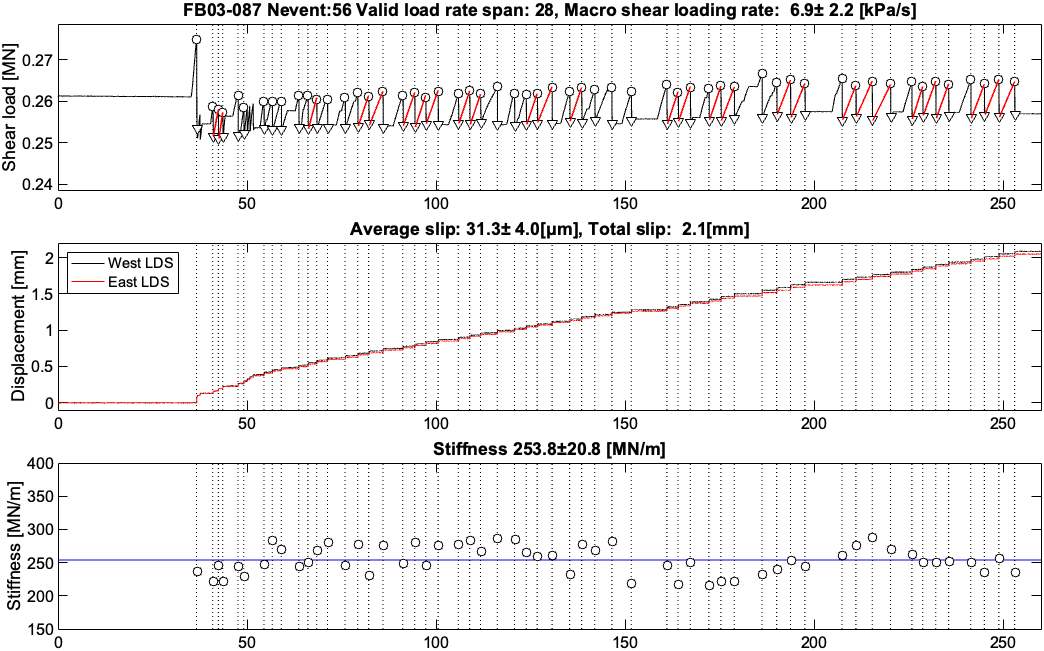 FB03-087 Nevent:56 Valid load rate span: 28, Macro shear loading rate:  6.9± 2.2 [kPa/s]
Shear load [MN]
0.27
0.26
0.25
0.24
0 50 100 150 200 250
Average slip: 31.3± 4.0[μm], Total slip:  2.1[mm]
Displacement [mm]
2
1.5
1
0.5
0
West LDS
East LDS
0 50 100 150 200 250
Stiffness 253.8±20.8 [MN/m]
Stiffness [MN/m]
400
350
300
250
200
150
0 50 100 150 200 250